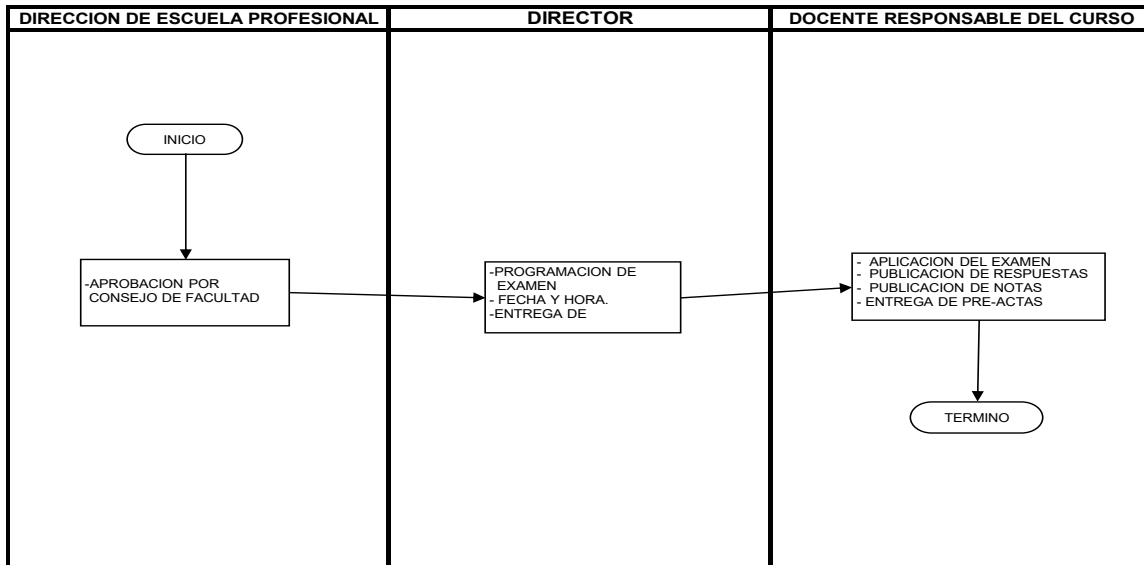 DIRECCION DE ESCUELA PROFESIONAL
DIRECTOR
DOCENTE RESPONSABLE DEL CURSO
INICIO
-APROBACION POR
CONSEJO DE FACULTAD
-PROGRAMACION DE
EXAMEN
- FECHA Y HORA.
-ENTREGA DE
- APLICACION DEL EXAMEN
- PUBLICACION DE RESPUESTAS
- PUBLICACION DE NOTAS
- ENTREGA DE PRE-ACTAS
TERMINO